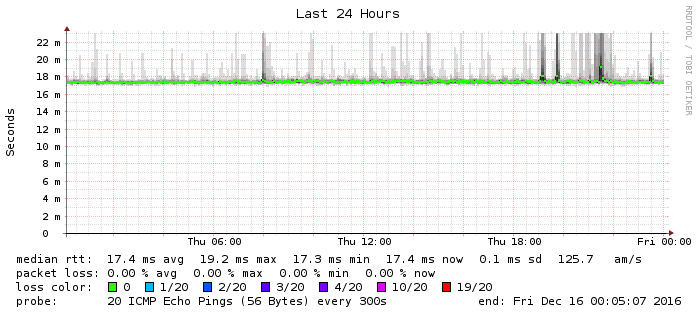 Last 24 Hours
RRDTOOL / TOBI OETIKER
Seconds
22 m
20 m
18 m
16 m
14 m
12 m
10 m
8 m
6 m
4 m
2 m
0
Thu 06:00 Thu 12:00 Thu 18:00 Fri 00:00
median rtt: 17.4 ms avg 19.2 ms max 17.3 ms min 17.4 ms now 0.1 ms sd 125.7 am/s
packet loss: 0.00 % avg 0.00 % max 0.00 % min 0.00 % now
loss color: 0 1/20 2/20 3/20 4/20 10/20 19/20
probe: 20 ICMP Echo Pings (56 Bytes) every 300s end: Fri Dec 16 00:05:07 2016